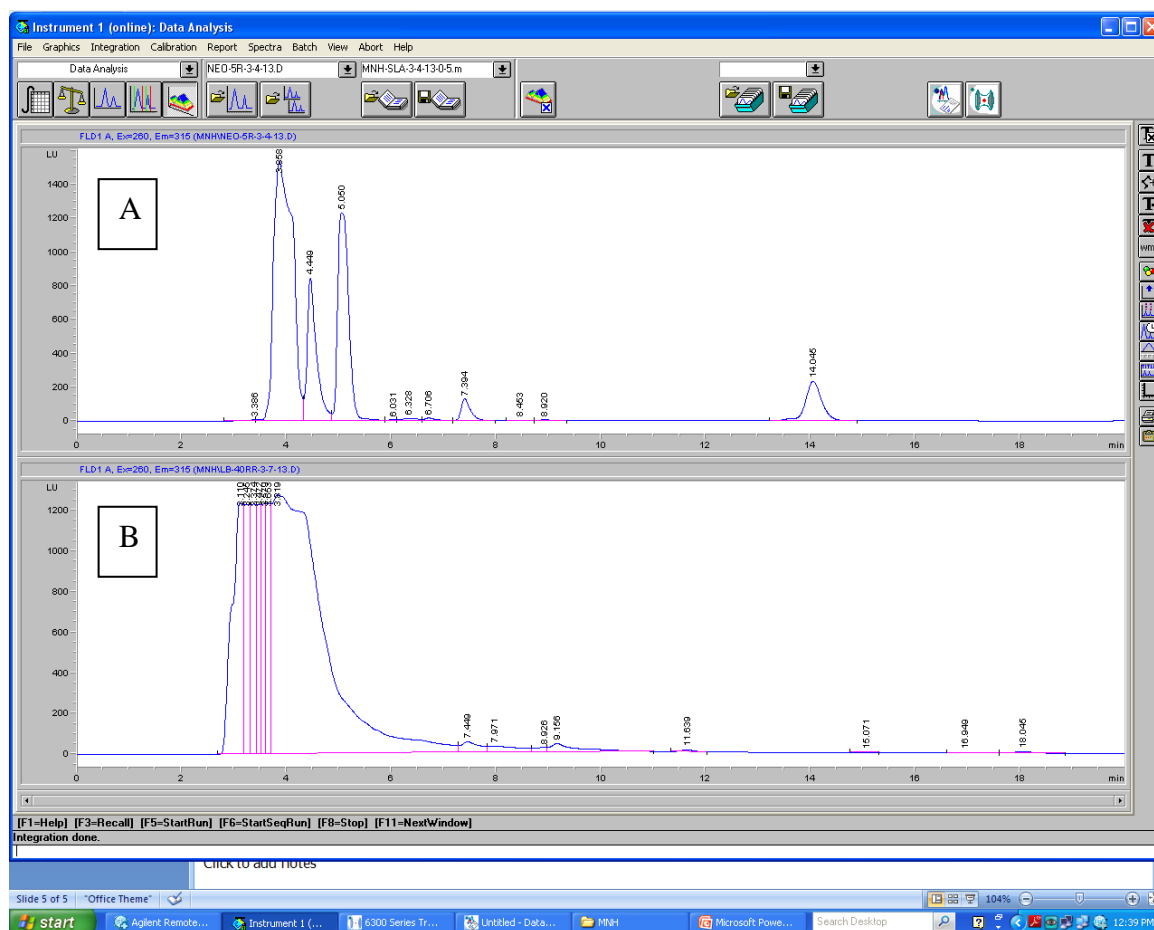 Instrument 1 (online): Data Analysis
File Graphics Integration Calibration Report Spectra Batch View Abort Help
Data Analysis NEO-5R-3-4-13.D MNH-SLA-3-4-13-0-5.m
FLD1 A, Ex=260, Em=315 (MNH\NEO-5R-3-4-13.D)
LU
1400
1200
1000
800
600
400
200
0
A
3.858
4.449
5.050
3.386
6.031
6.328
6.706
7.394
8.453
8.920
14.045
0 2 4 6 8 10 12 14 16 18 min
FLD1 A, Ex=260, Em=315 (MNH\LB-40RR-3-7-13.D)
LU
1200
1000
800
600
400
200
0
B
3.110
3.819
7.449
7.971
8.926
9.156
11.639
15.071
16.949
18.045
0 2 4 6 8 10 12 14 16 18 min
[F1=Help] [F3=Recall] [F5=StartRun] [F6=StartSeqRun] [F8=Stop] [F11=NextWindow]
Integration done.
Click to add notes
Slide 5 of 5 "Office Theme" 104%
start Agilent Remote... Instrument 1 (... 6300 Series Tr... Untitled - Data... MNH Microsoft Powe... Search Desktop 12:39 PM